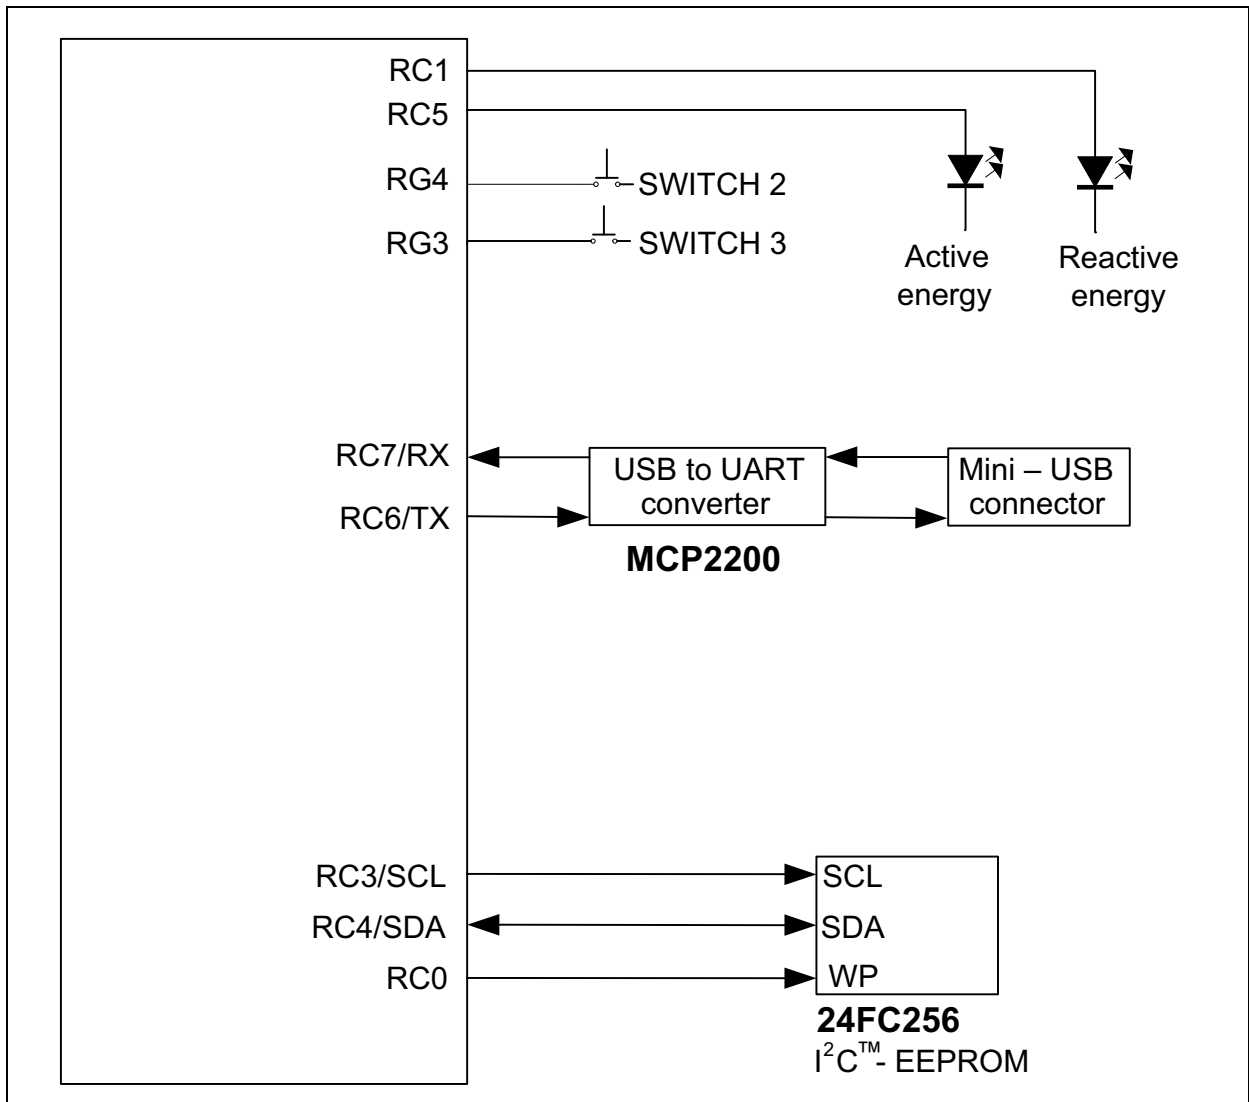 RC1
RC5
RG4
SWITCH 2
RG3
SWITCH 3
Active
energy
Reactive
energy
RC7/RX
RC6/TX
USB to UART
converter
Mini – USB
connector
MCP2200
RC3/SCL
SCL
RC4/SDA
SDA
RC0
WP
24FC256
I²C™- EEPROM